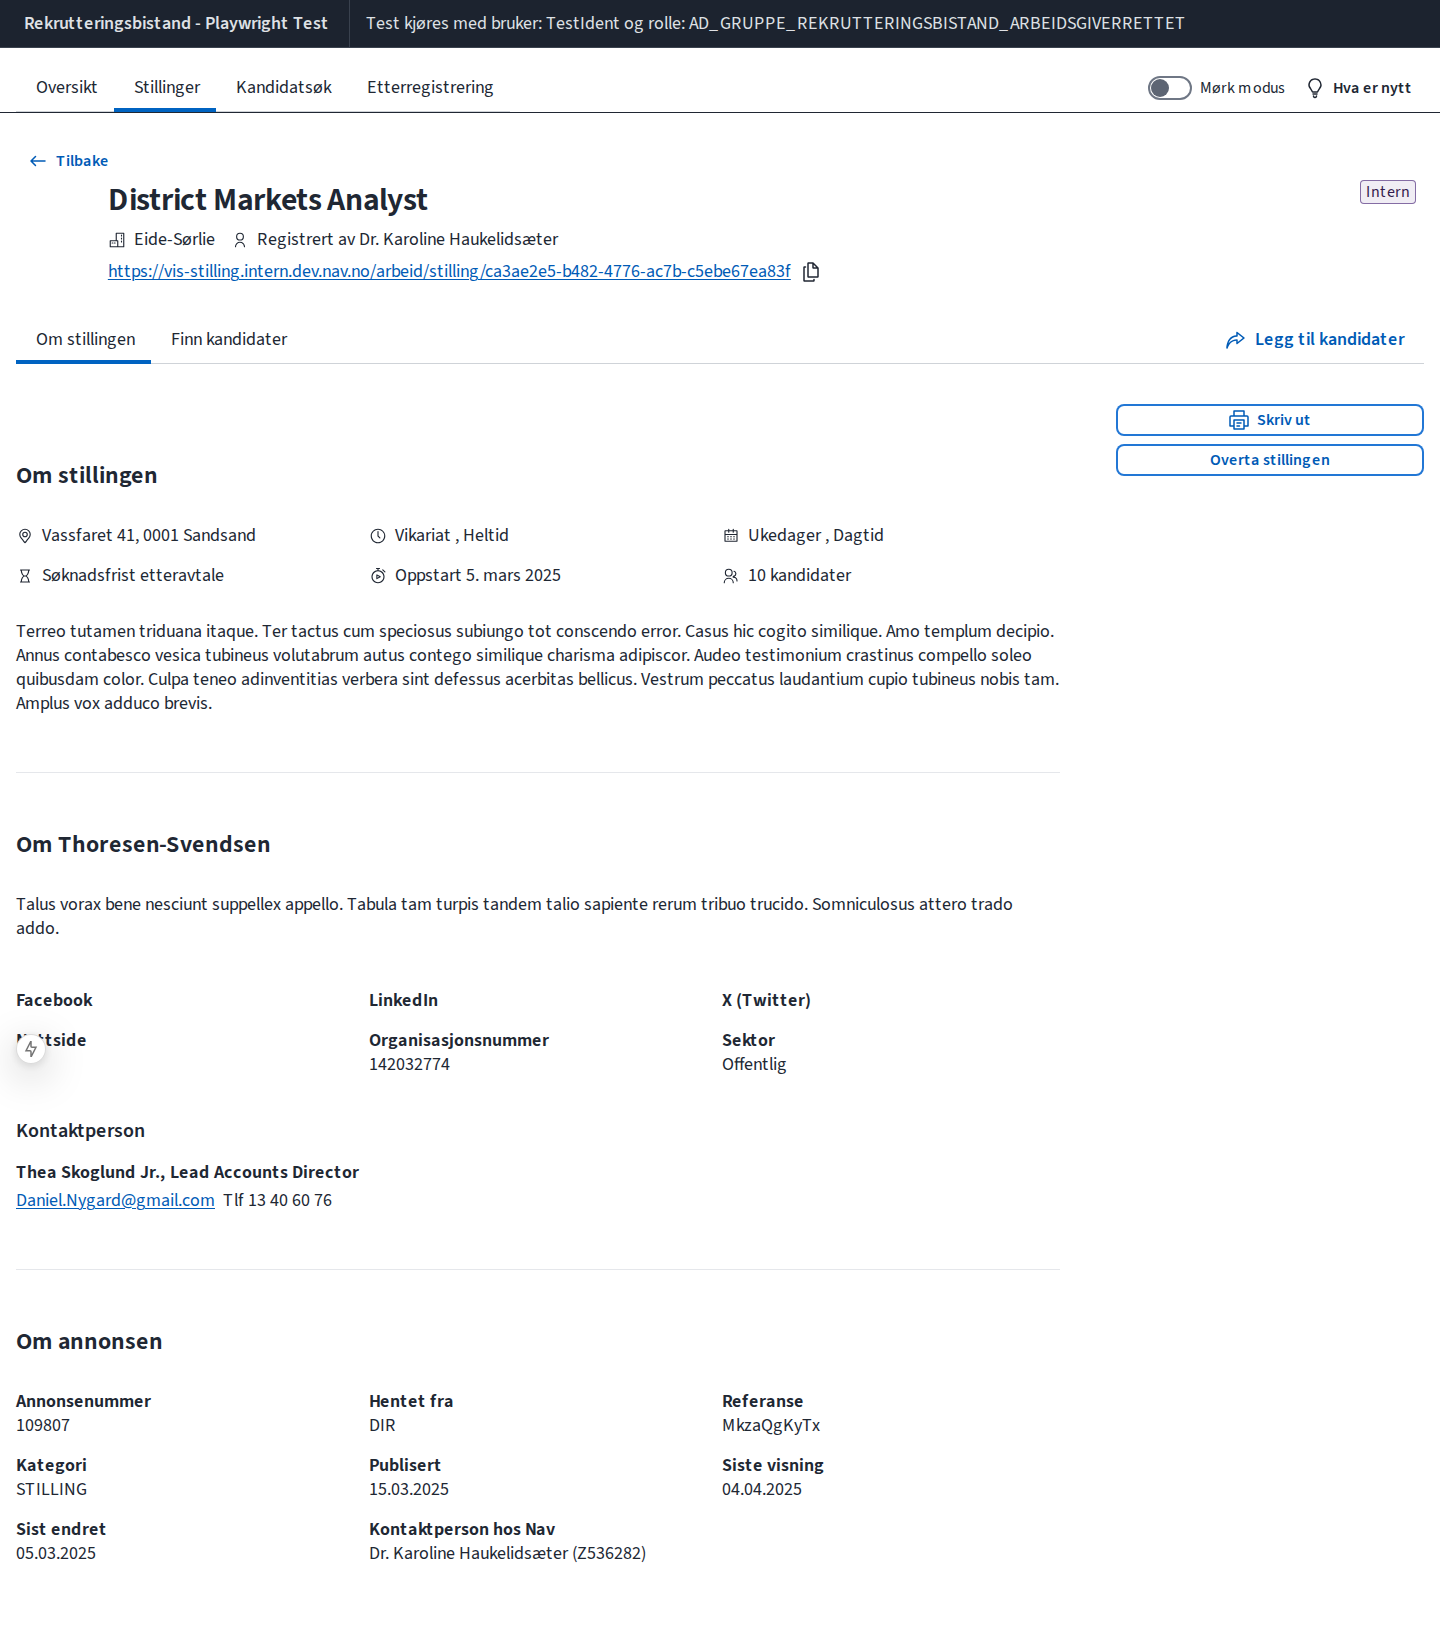 Rekrutteringsbistand - Playwright Test
Test kjøres med bruker: TestIdent og rolle: AD_GRUPPE_REKRUTTERINGSBISTAND_ARBEIDSGIVERRETTET
Oversikt
Stillinger
Kandidatsøk
Etterregistrering
Mørk modus
Hva er nytt
Tilbake
District Markets Analyst
Intern
Eide-Sørlie
Registrert av Dr. Karoline Haukelidsæter
https://vis-stilling.intern.dev.nav.no/arbeid/stilling/ca3ae2e5-b482-4776-ac7b-c5ebe67ea83f
Om stillingen
Finn kandidater
Legg til kandidater
Skriv ut
Overta stillingen
Om stillingen
Vassfaret 41, 0001 Sandsand
Vikariat , Heltid
Ukedager , Dagtid
Søknadsfrist etteravtale
Oppstart 5. mars 2025
10 kandidater
Terreo tutamen triduana itaque. Ter tactus cum speciosus subiungo tot conscendo error. Casus hic cogito similique. Amo templum decipio.
Annus contabesco vesica tubineus volutabrum autus contego similique charisma adipiscor. Audeo testimonium crastinus compello soleo
quibusdam color. Culpa teneo adinventitias verbera sint defessus acerbitas bellicus. Vestrum peccatus laudantium cupio tubineus nobis tam.
Amplus vox adduco brevis.
Om Thoresen-Svendsen
Talus vorax bene nesciunt suppellex appello. Tabula tam turpis tandem talio sapiente rerum tribuo trucido. Somniculosus attero trado
addo.
Facebook
LinkedIn
X (Twitter)
Organisasjonsnummer
142032774
Sektor
Offentlig
Kontaktperson
Thea Skoglund Jr., Lead Accounts Director
Daniel.Nygard@gmail.com Tlf 13 40 60 76
Om annonsen
Annonsenummer
109807
Hentet fra
DIR
Referanse
MkzaQgKyTx
Kategori
STILLING
Publisert
15.03.2025
Siste visning
04.04.2025
Sist endret
05.03.2025
Kontaktperson hos Nav
Dr. Karoline Haukelidsæter (Z536282)